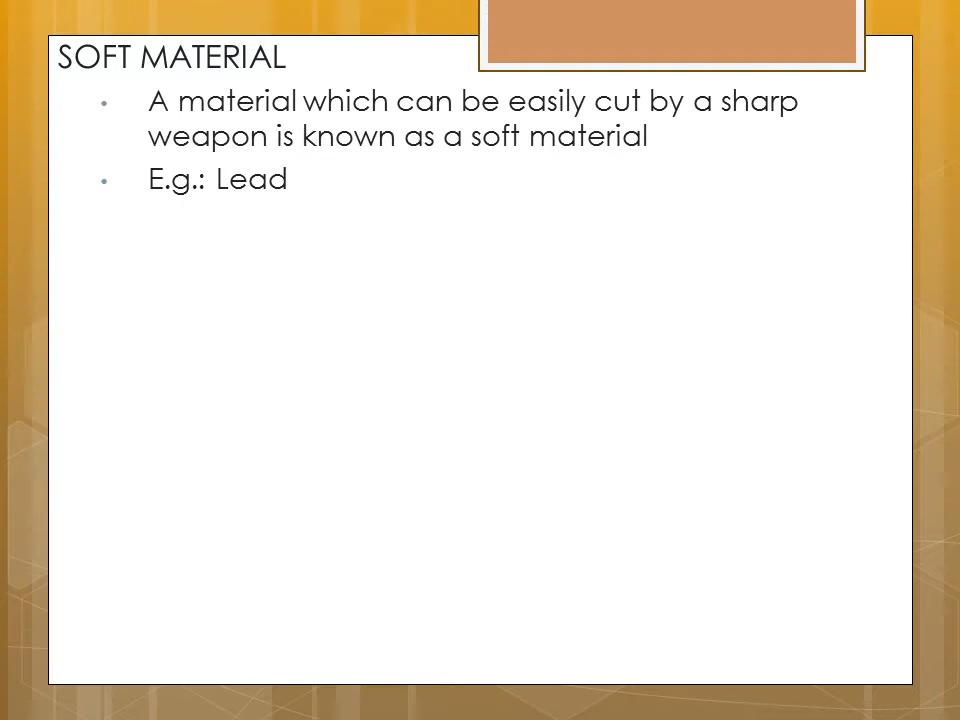 SOFT MATERIAL
• A material which can be easily cut by a sharp
weapon is known as a soft material
• E.g.: Lead